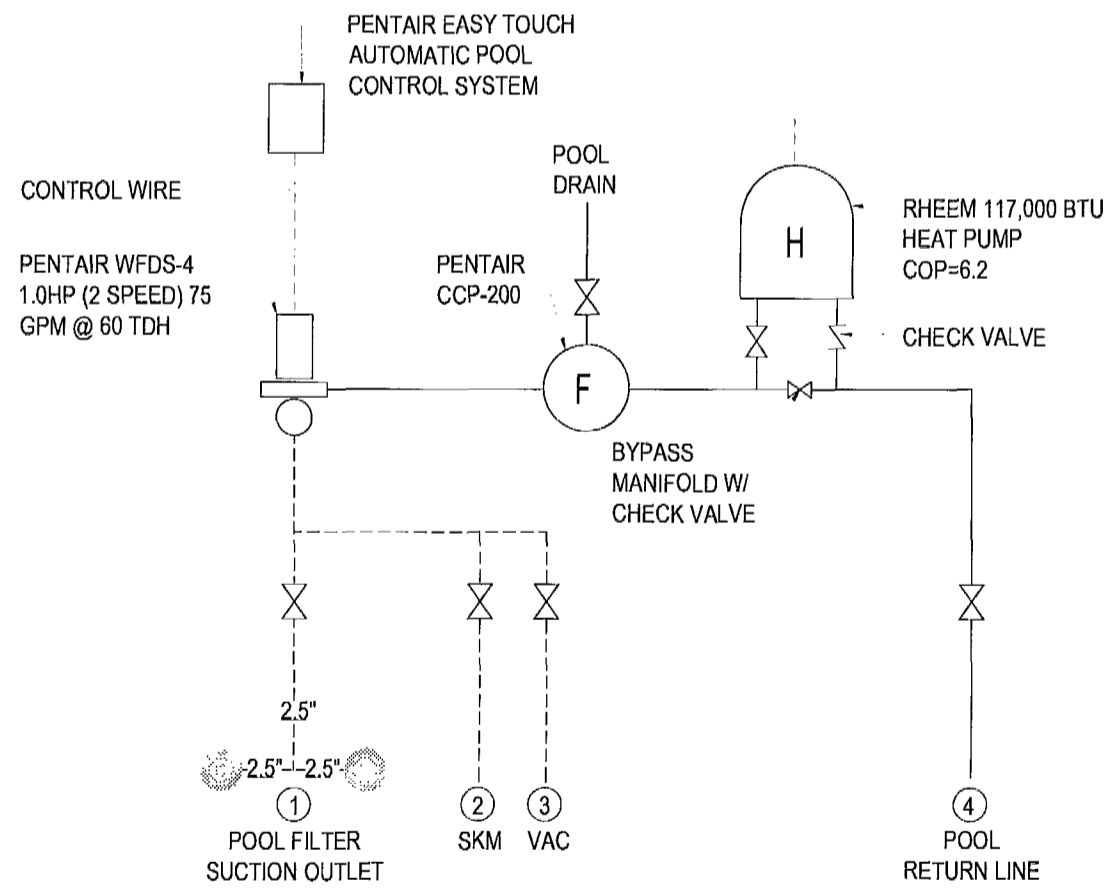 PENTAIR EASY TOUCH
AUTOMATIC POOL
CONTROL SYSTEM
CONTROL WIRE
PENTAIR WFDS-4
1.0HP (2 SPEED) 75
GPM @ 60 TDH
POOL
DRAIN
PENTAIR
CCP-200
F
H
RHEEM 117,000 BTU
HEAT PUMP
COP=6.2
CHECK VALVE
BYPASS
MANIFOLD W/
CHECK VALVE
2.5"
2.5" 2.5"
1
POOL FILTER
SUCTION OUTLET
2
SKM
3
VAC
4
POOL
RETURN LINE